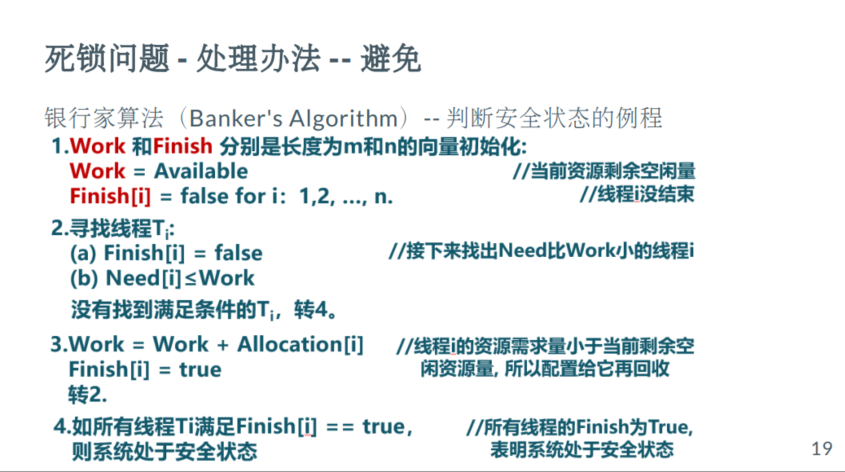 死锁问题 - 处理办法 -- 避免
银行家算法（Banker's Algorithm）-- 判断安全状态的例程
1.Work 和Finish 分别是长度为m和n的向量初始化:
Work = Available //当前资源剩余空闲量
Finish[i] = false for i：1,2, …, n. //线程i没结束
2.寻找线程Ti:
(a) Finish[i] = false //接下来找出Need比Work小的线程i
(b) Need[i]≤Work
没有找到满足条件的Ti，转4。
3.Work = Work + Allocation[i] //线程i的资源需求量小于当前剩余空
Finish[i] = true 闲资源量, 所以配置给它再回收
转2.
4.如所有线程Ti满足Finish[i] == true， //所有线程的Finish为True,
则系统处于安全状态 表明系统处于安全状态
19